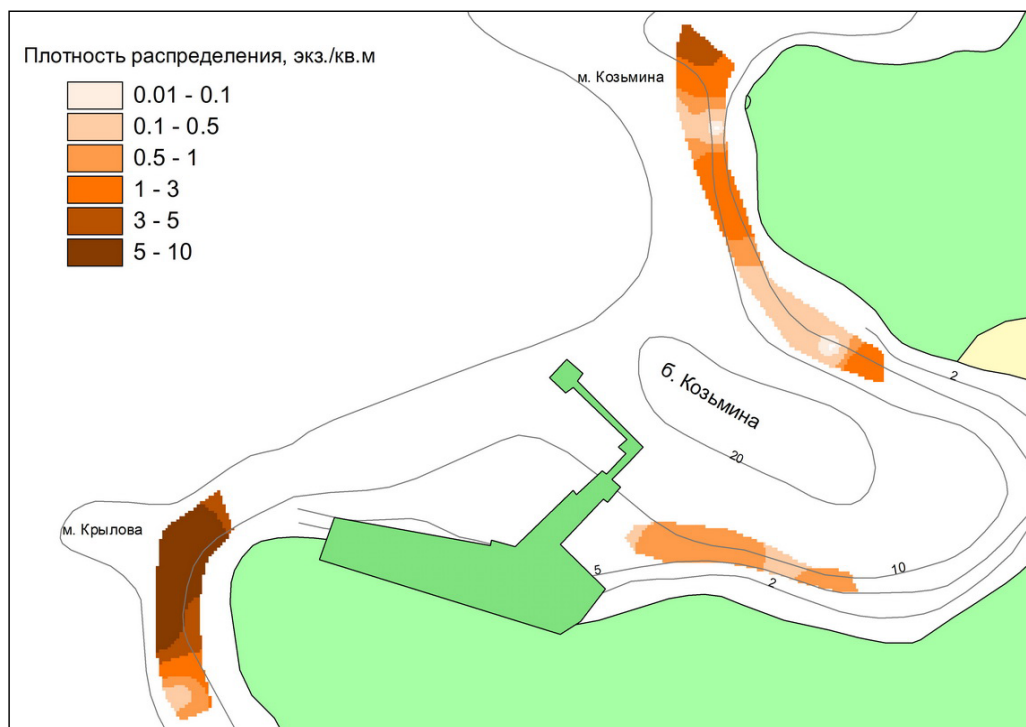 Плотность распределения, экз./кв.м
0.01 - 0.1
0.1 - 0.5
0.5 - 1
1 - 3
3 - 5
5 - 10
м. Козьмина
2
б. Козьмина
20
м. Крылова
5
2
10